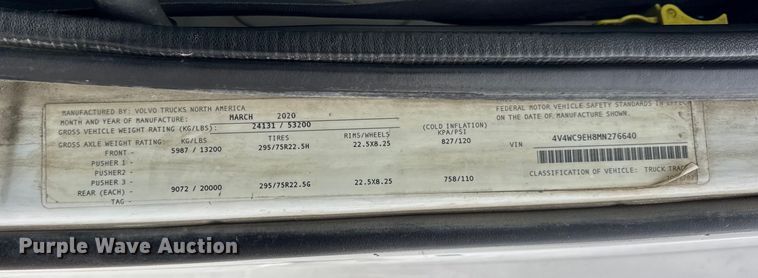 MANUFACTURED BY: VOLVO TRUCKS NORTH AMERICA
MONTH AND YEAR OF MANUFACTURE: MARCH 2020
GROSS VEHICLE WEIGHT RATING (KG/LBS): 24131 / 53200
GROSS AXLE WEIGHT RATING: KG/LBS TIRES RIMS/WHEELS (COLD INFLATION) KPA/PSI
FRONT - 5987 / 13200 295/75R22.5H 22.5X8.25 827/120
PUSHER 1 -
PUSHER2 -
PUSHER 3 -
REAR (EACH) - 9072 / 20000 295/75R22.5G 22.5X8.25 758/110
TAG -
FEDERAL MOTOR VEHICLE SAFETY STANDARDS IN
ON THE DATE OF MANUFACTURE SHOWN.
VIN 4V4WC9EH8MN276640
CLASSIFICATION OF VEHICLE: TRUCK
Purple Wave Auction